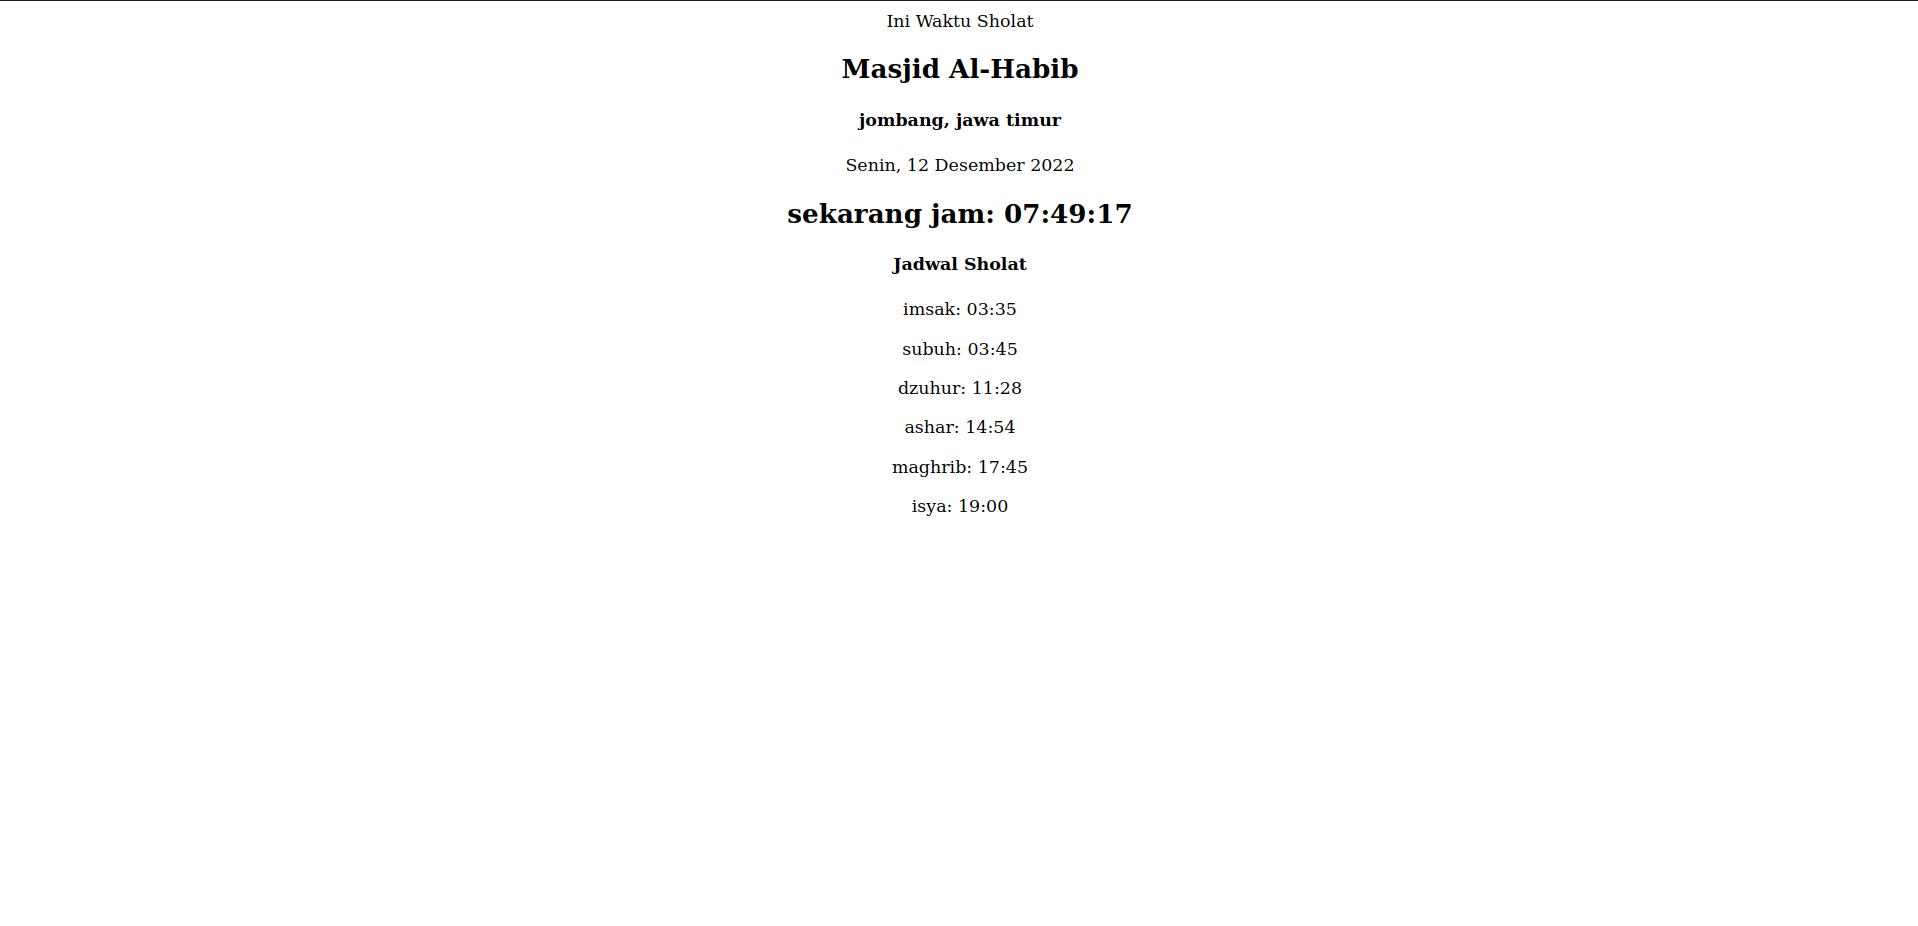 Ini Waktu Sholat
Masjid Al-Habib
jombang, jawa timur
Senin, 12 Desember 2022
sekarang jam: 07:49:17
Jadwal Sholat
imsak: 03:35
subuh: 03:45
dzuhur: 11:28
ashar: 14:54
maghrib: 17:45
isya: 19:00